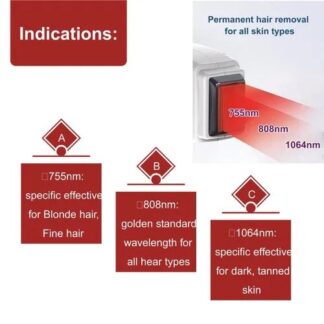 Indications:
Permanent hair removal
for all skin types
755nm
808nm
1064nm
A
□755nm:
specific effective
for Blonde hair,
Fine hair
B
□808nm:
golden standard
wavelength for
all hear types
C
□1064nm:
specific effective
for dark, tanned
skin